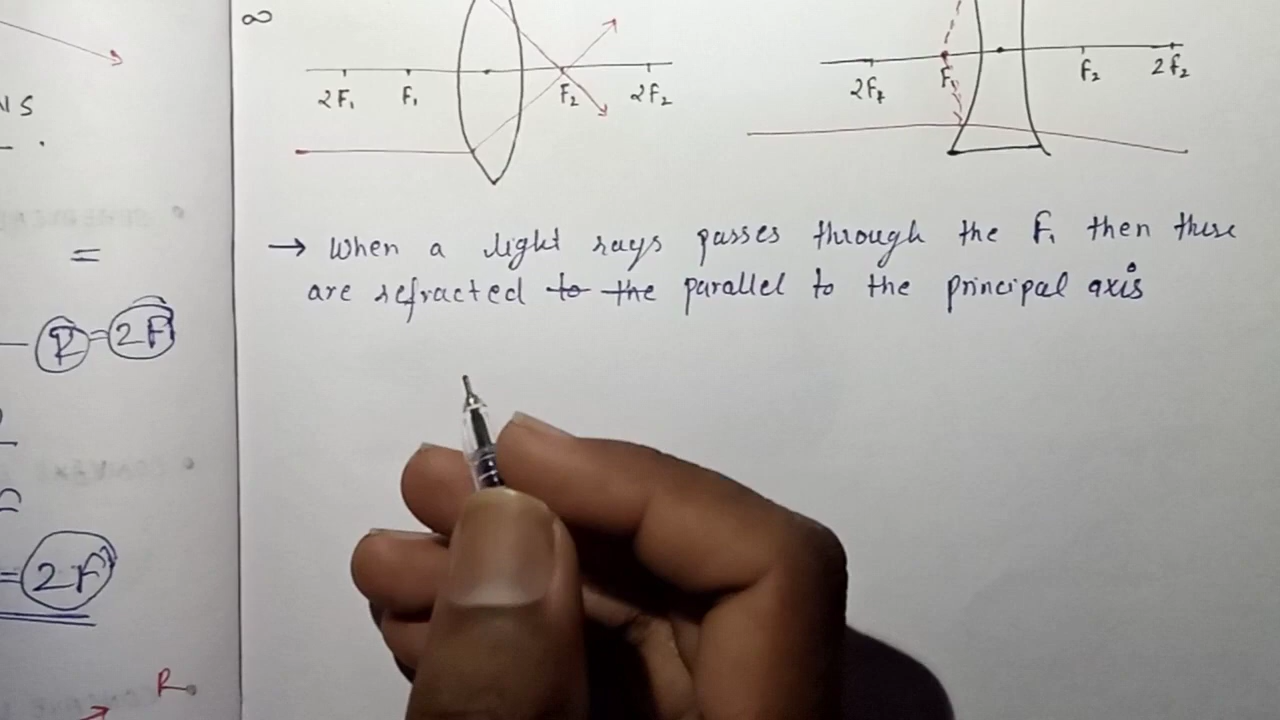 ∞
2F₁ F₁ F₂ 2F₂
2F₁ F₁ F₂ 2F₂
NS
=
R = 2F
→ When a light rays passes through the F₁ then these
are refracted to the parallel to the principal axis
= 2F
R